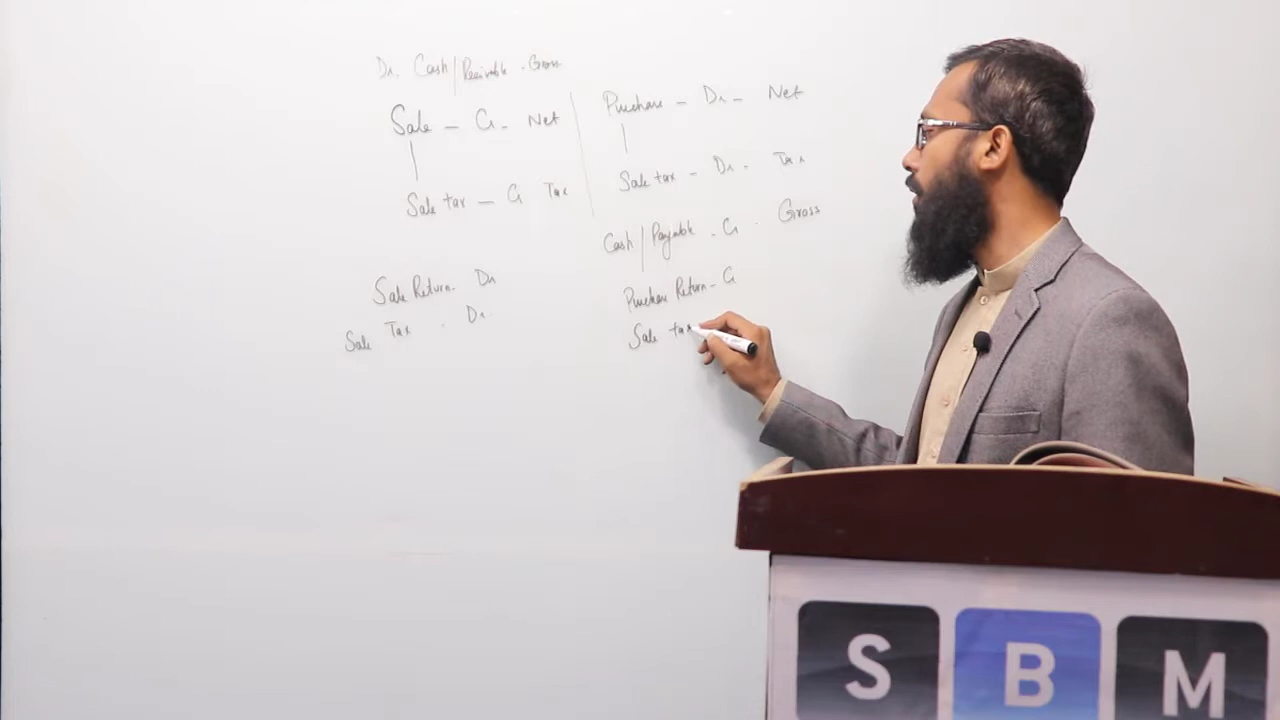 Dr. Cash/Receivable - Gross
Sale - Cr - Net
Sale tax - Cr Tax
Sale Return - Dr
Sale Tax - Dr
Purchase - Dr - Net
Sale tax - Dr - Tax
Cash/Payable - Cr - Gross
Purchase Return - Cr
Sale tax
S B M